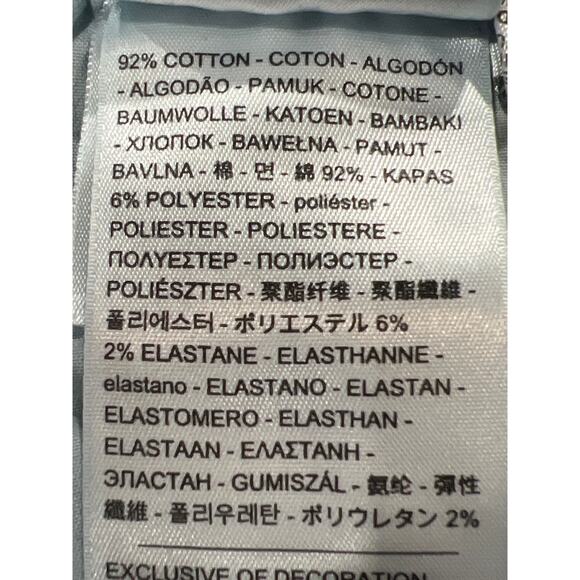 92% COTTON - COTON - ALGODÓN
- ALGODÃO - PAMUK - COTONE -
BAUMWOLLE - KATOEN - BAMBAKI
- ХЛОПОК - BAWEŁNA - PAMUT -
BAVLNA - 棉 - 면 - 綿 92% - KAPAS
6% POLYESTER - poliéster -
POLIESTER - POLIESTERE -
ΠΟΛΥΕΣΤΕΡ - ПОЛИЭСТЕР -
POLIÉSZTER - 聚酯纤维 - 聚酯纖維 -
폴리에스터 - ポリエステル 6%
2% ELASTANE - ELASTHANNE -
elastano - ELASTANO - ELASTAN -
ELASTOMERO - ELASTHAN -
ELASTAAN - ΕΛΑΣΤΑΝΗ -
ЭЛАСТАН - GUMISZÁL - 氨纶 - 彈性
纖維 - 폴리우레탄 - ポリウレタン 2%
EXCLUSIVE OF DECORATION